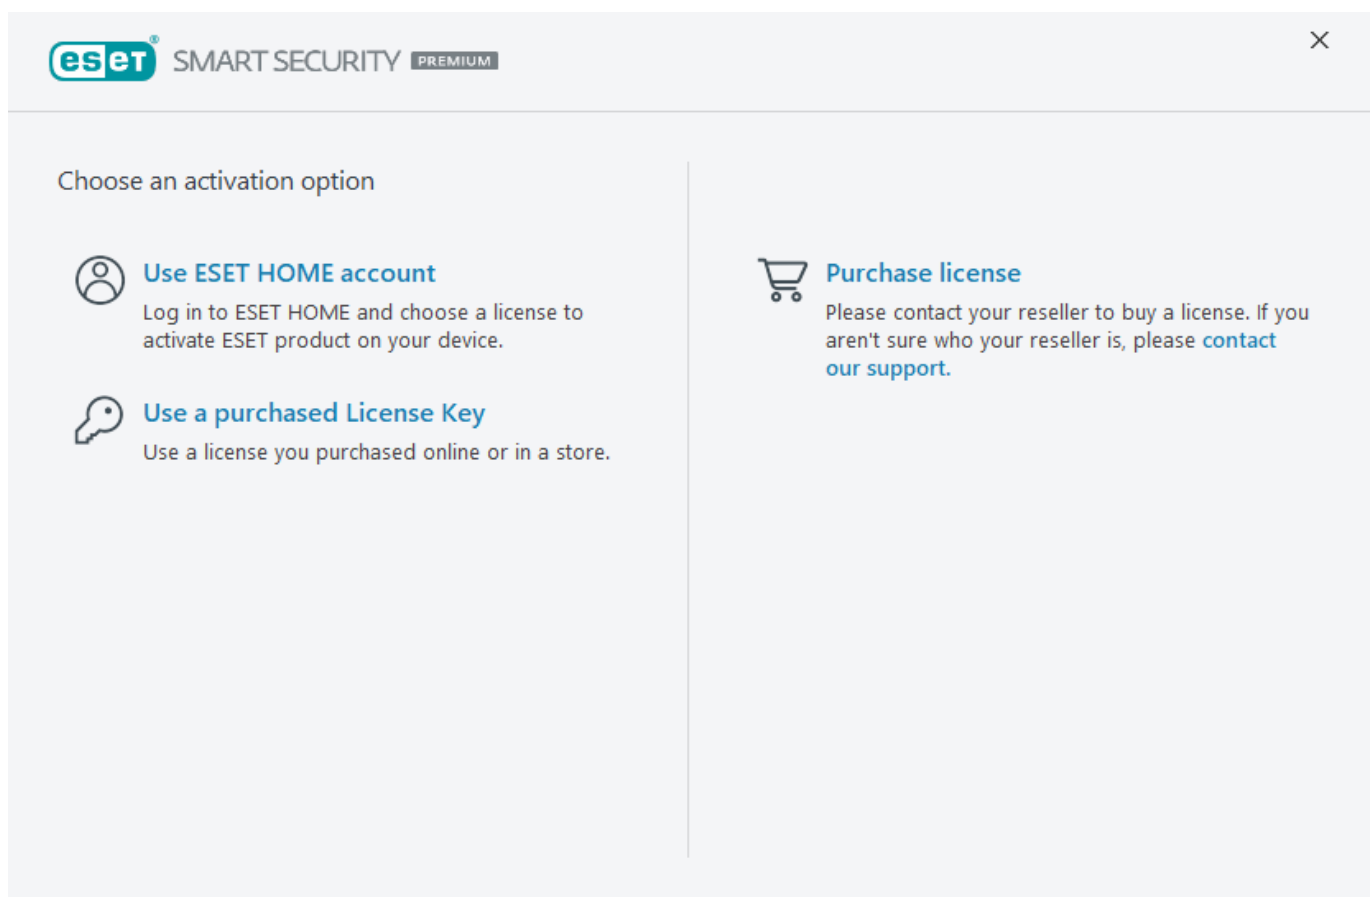 eset® SMART SECURITY PREMIUM
Choose an activation option
Use ESET HOME account
Log in to ESET HOME and choose a license to
activate ESET product on your device.
Use a purchased License Key
Use a license you purchased online or in a store.
Purchase license
Please contact your reseller to buy a license. If you
aren't sure who your reseller is, please contact
our support.